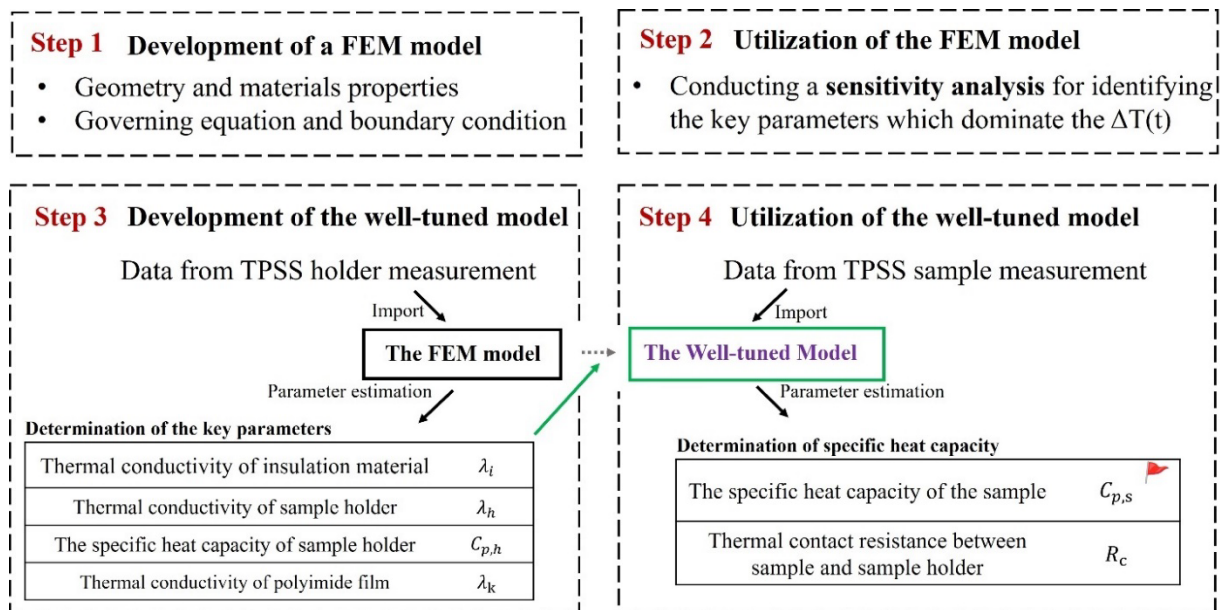 Step 1 Development of a FEM model
• Geometry and materials properties
• Governing equation and boundary condition
Step 2 Utilization of the FEM model
• Conducting a sensitivity analysis for identifying
the key parameters which dominate the ΔT(t)
Step 3 Development of the well-tuned model
Data from TPSS holder measurement
Import
The FEM model
Parameter estimation
Determination of the key parameters
Thermal conductivity of insulation material λ_i
Thermal conductivity of sample holder λ_h
The specific heat capacity of sample holder C_{p,h}
Thermal conductivity of polyimide film λ_k
Step 4 Utilization of the well-tuned model
Data from TPSS sample measurement
Import
The Well-tuned Model
Parameter estimation
Determination of specific heat capacity
The specific heat capacity of the sample C_{p,s}
Thermal contact resistance between
sample and sample holder R_c